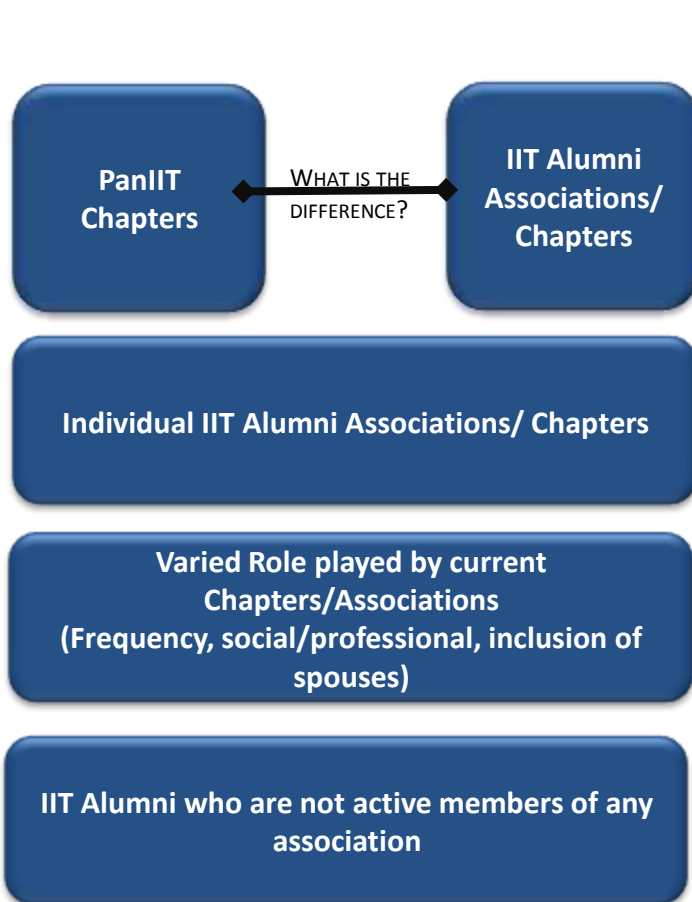 PanIIT
Chapters
WHAT IS THE
DIFFERENCE?
IIT Alumni
Associations/
Chapters
Individual IIT Alumni Associations/ Chapters
Varied Role played by current
Chapters/Associations
(Frequency, social/professional, inclusion of
spouses)
IIT Alumni who are not active members of any
association